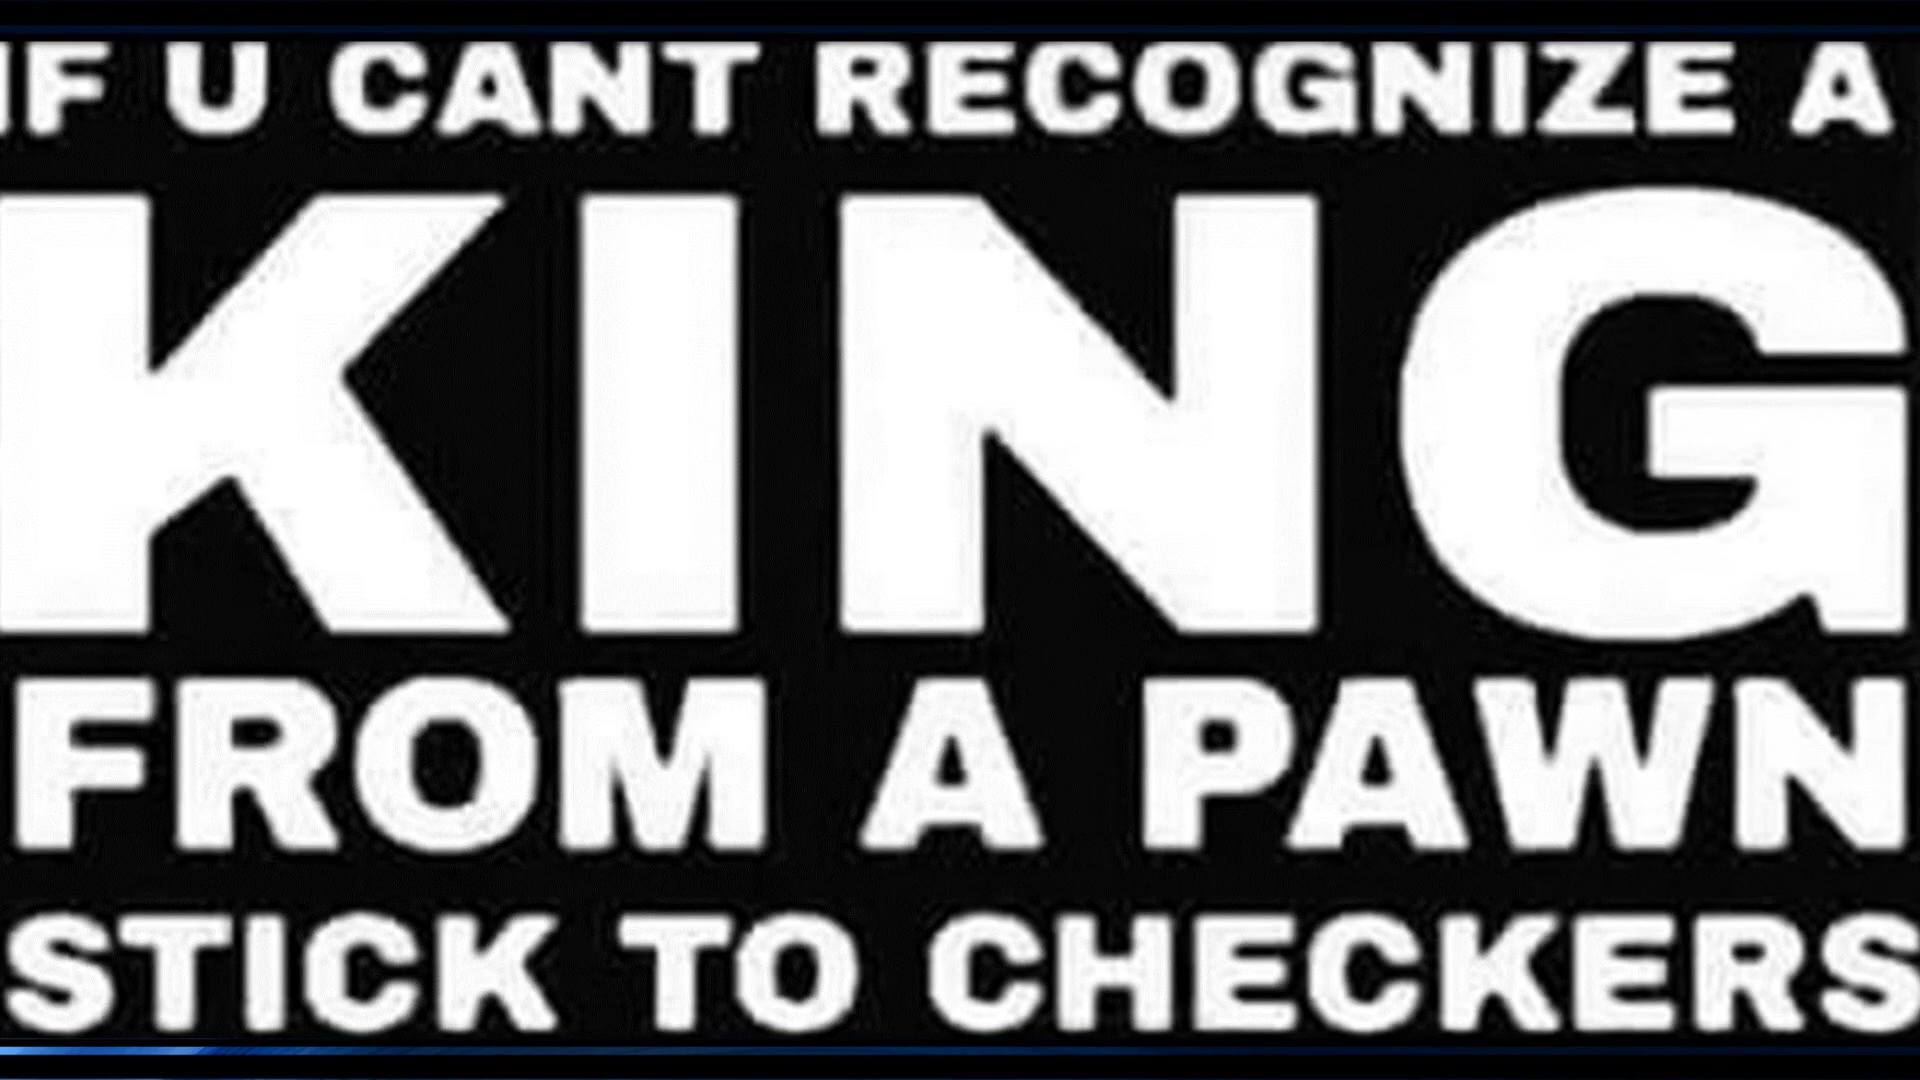 IF U CANT RECOGNIZE A
KING
FROM A PAWN
STICK TO CHECKERS